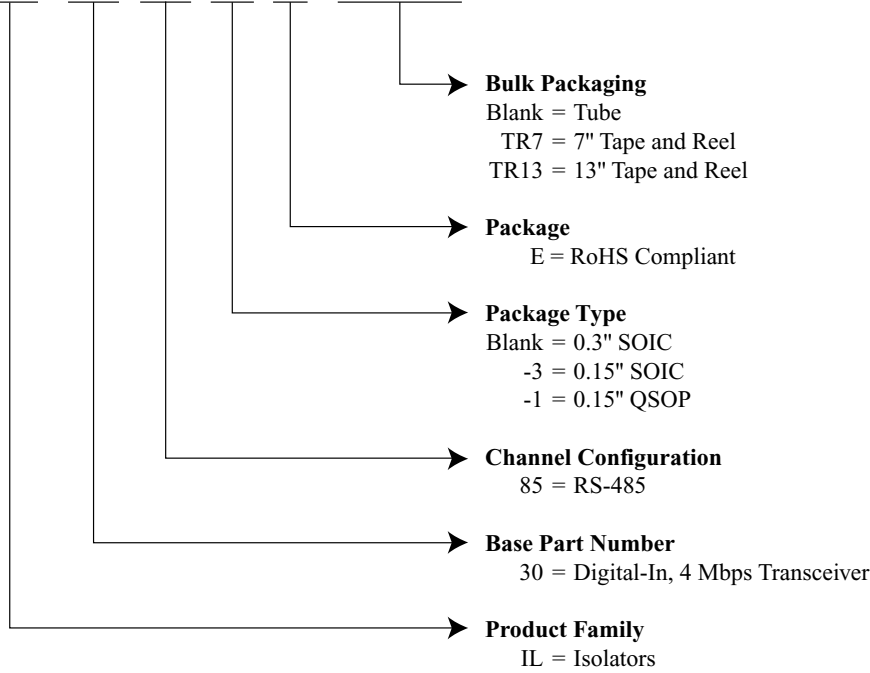 Bulk Packaging
Blank = Tube
TR7 = 7" Tape and Reel
TR13 = 13" Tape and Reel
Package
E = RoHS Compliant
Package Type
Blank = 0.3" SOIC
-3 = 0.15" SOIC
-1 = 0.15" QSOP
Channel Configuration
85 = RS-485
Base Part Number
30 = Digital-In, 4 Mbps Transceiver
Product Family
IL = Isolators